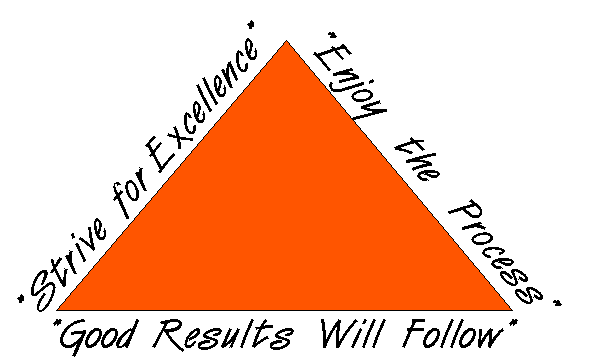 "Strive for Excellence"
"Enjoy the Process"
"Good Results Will Follow"